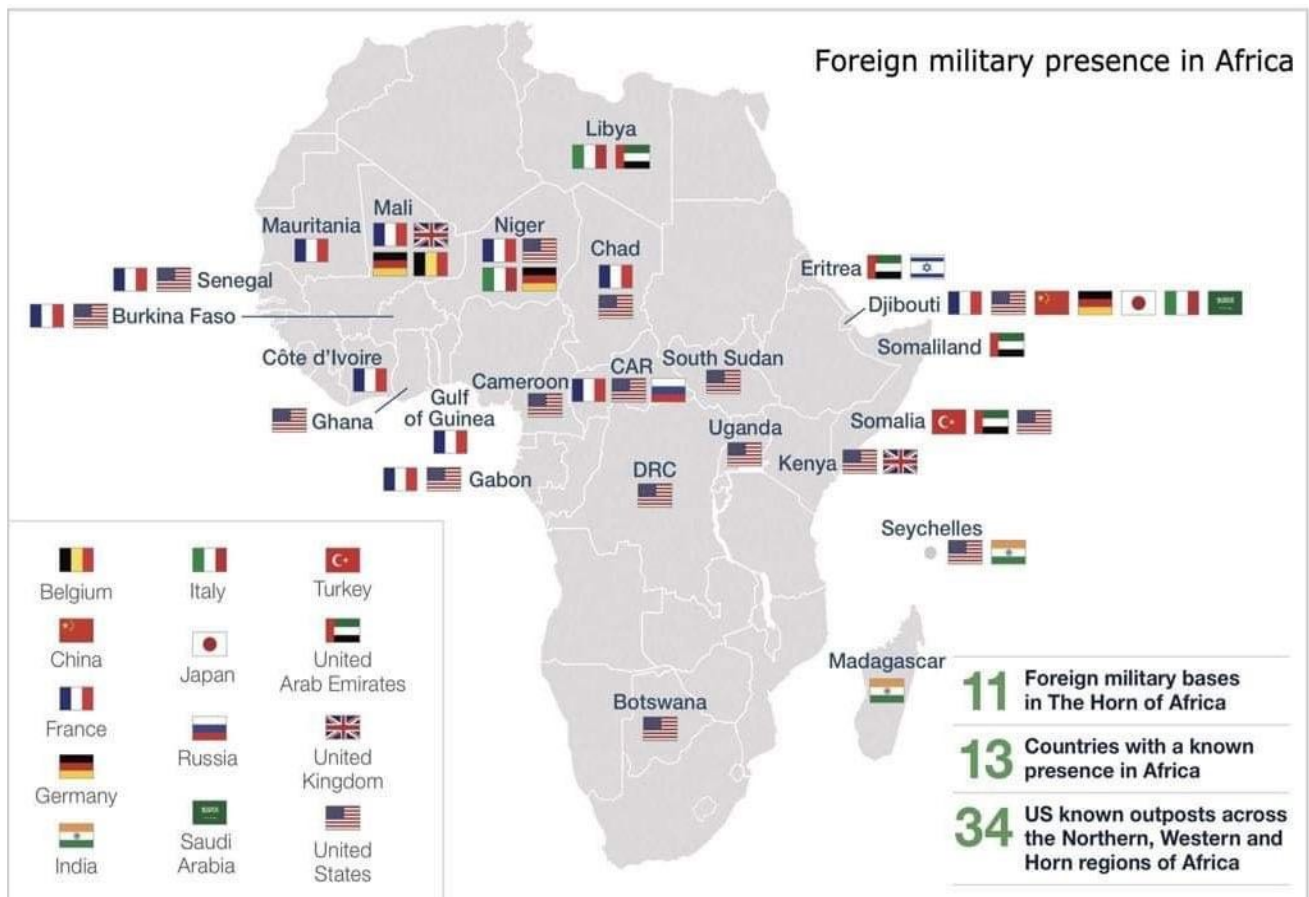 Foreign military presence in Africa
Libya
Mali
Mauritania
Niger
Chad
Senegal
Burkina Faso
Eritrea
Djibouti
Somaliland
Côte d'Ivoire
Ghana
Gulf
of Guinea
Cameroon
CAR
South Sudan
Gabon
Uganda
DRC
Somalia
Kenya
Seychelles
Madagascar
Botswana
Belgium
China
France
Germany
India
Italy
Japan
Russia
Saudi
Arabia
Turkey
United
Arab Emirates
United
Kingdom
United
States
11 Foreign military bases
in The Horn of Africa
13 Countries with a known
presence in Africa
34 US known outposts across
the Northern, Western and
Horn regions of Africa